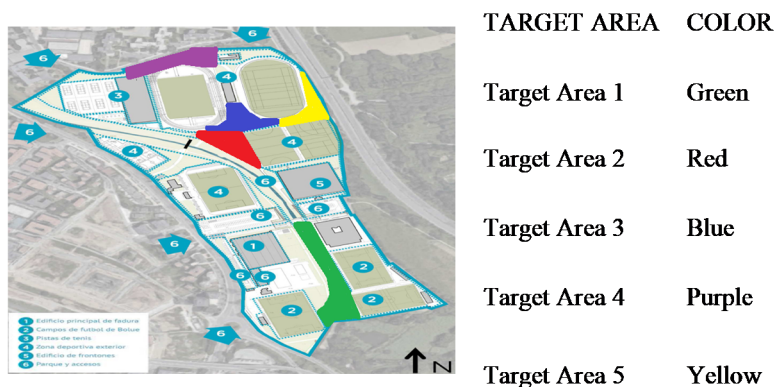 TARGET AREA COLOR
Target Area 1 Green
Target Area 2 Red
Target Area 3 Blue
Target Area 4 Purple
Target Area 5 Yellow
6
6
6
4
3
4
6
4
4
6
5
6
6
6
1
6
6
2
2
2
6
1 Edificio principal de fadura
2 Campos de futbol de Bolue
3 Pistas de tenis
4 Zona deportiva exterior
5 Edificio de frontones
6 Parque y accesos
N